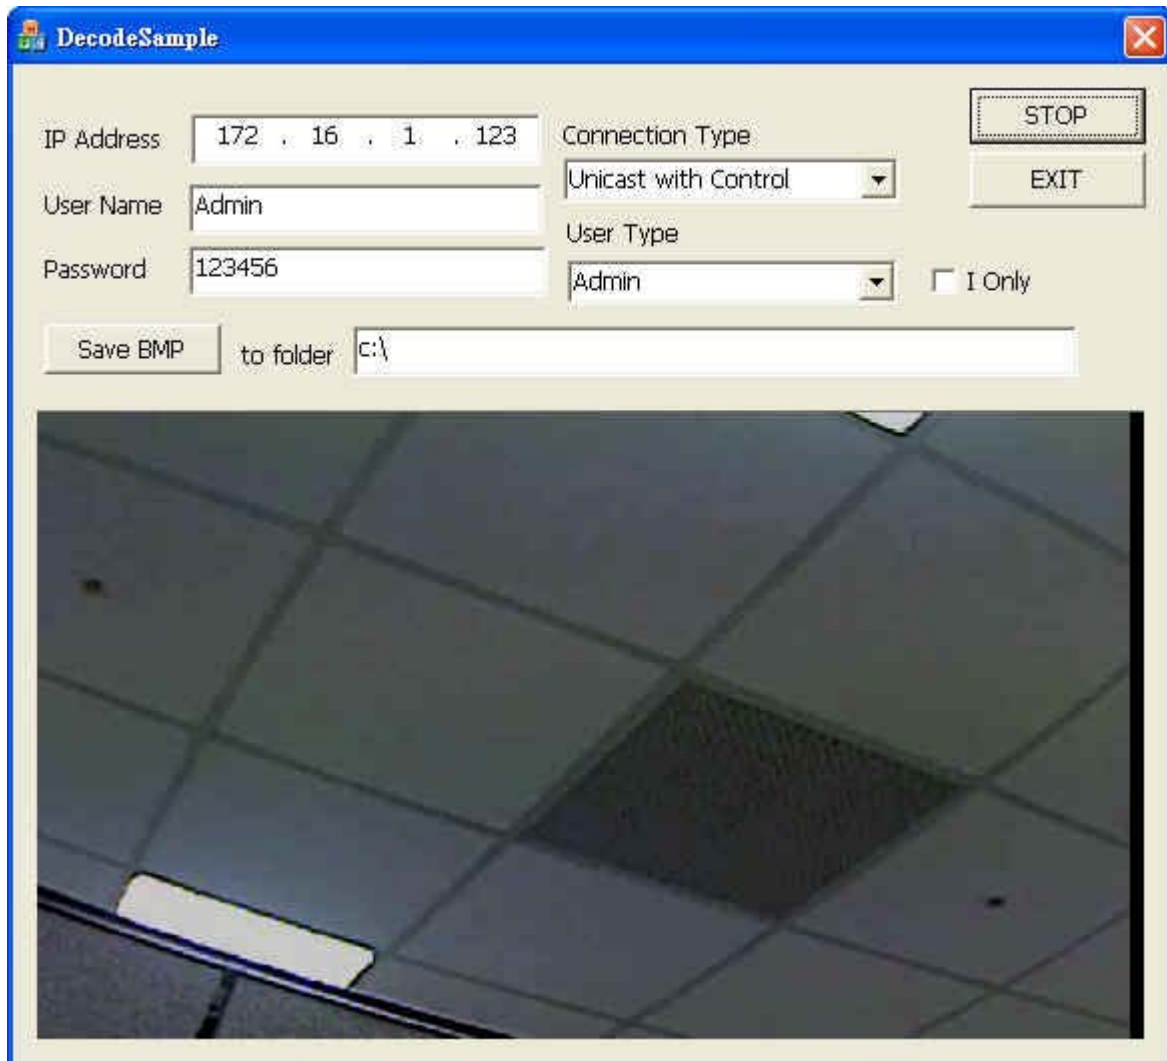 DecodeSample
IP Address 172 . 16 . 1 . 123
Connection Type
STOP
Unicast with Control
EXIT
User Name Admin
User Type
Password 123456
Admin
I Only
Save BMP to folder c:\